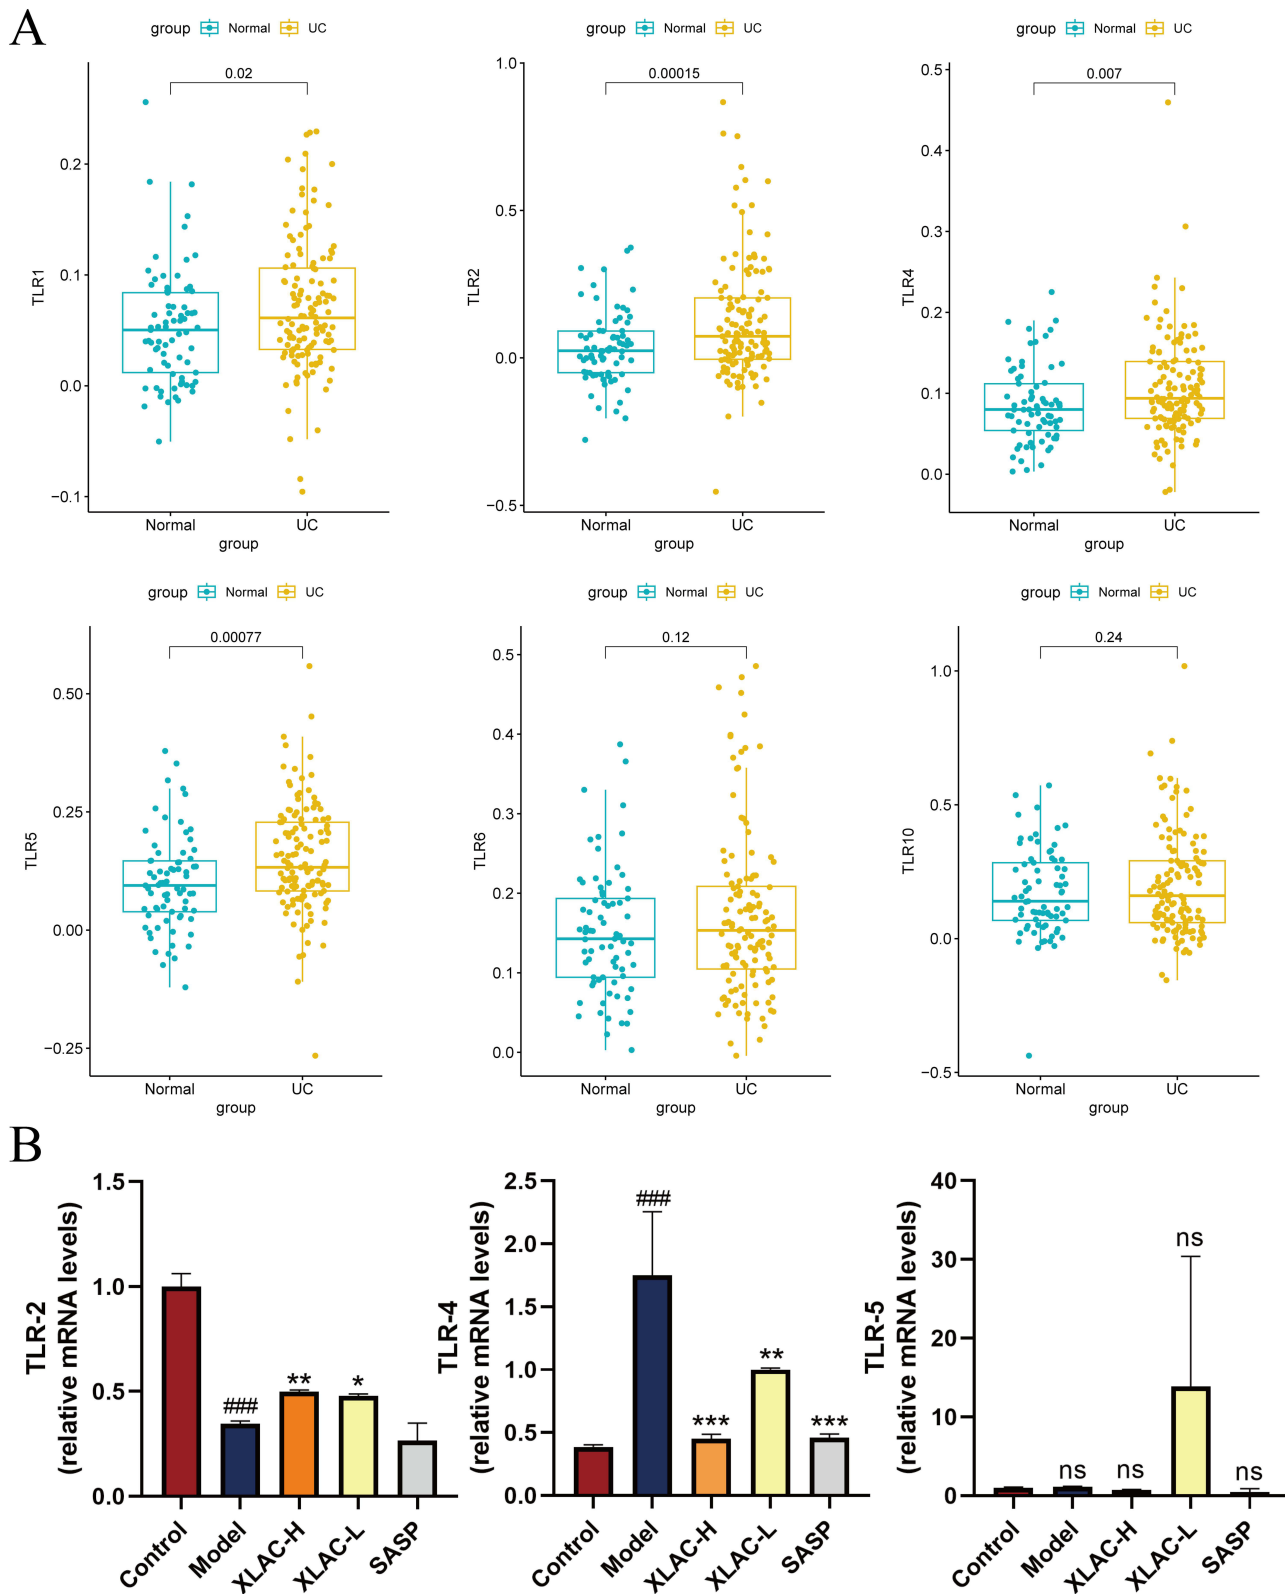 A
group Normal UC
0.02
TLR1
0.2
0.1
0.0
−0.1
Normal UC
group
group Normal UC
0.00015
TLR2
1.0
0.5
0.0
−0.5
Normal UC
group
group Normal UC
0.007
TLR4
0.5
0.4
0.3
0.2
0.1
0.0
Normal UC
group
group Normal UC
0.00077
TLR5
0.50
0.25
0.00
−0.25
Normal UC
group
group Normal UC
0.12
TLR6
0.5
0.4
0.3
0.2
0.1
0.0
Normal UC
group
group Normal UC
0.24
TLR10
1.0
0.5
0.0
−0.5
Normal UC
group
B
TLR-2
(relative mRNA levels)
1.5
1.0
0.5
0.0
###
**
*
Control Model XLAC-H XLAC-L SASP
TLR-4
(relative mRNA levels)
2.5
2.0
1.5
1.0
0.5
0.0
###
***
**
***
Control Model XLAC-H XLAC-L SASP
TLR-5
(relative mRNA levels)
40
30
20
10
0
ns
ns
ns
ns
Control Model XLAC-H XLAC-L SASP